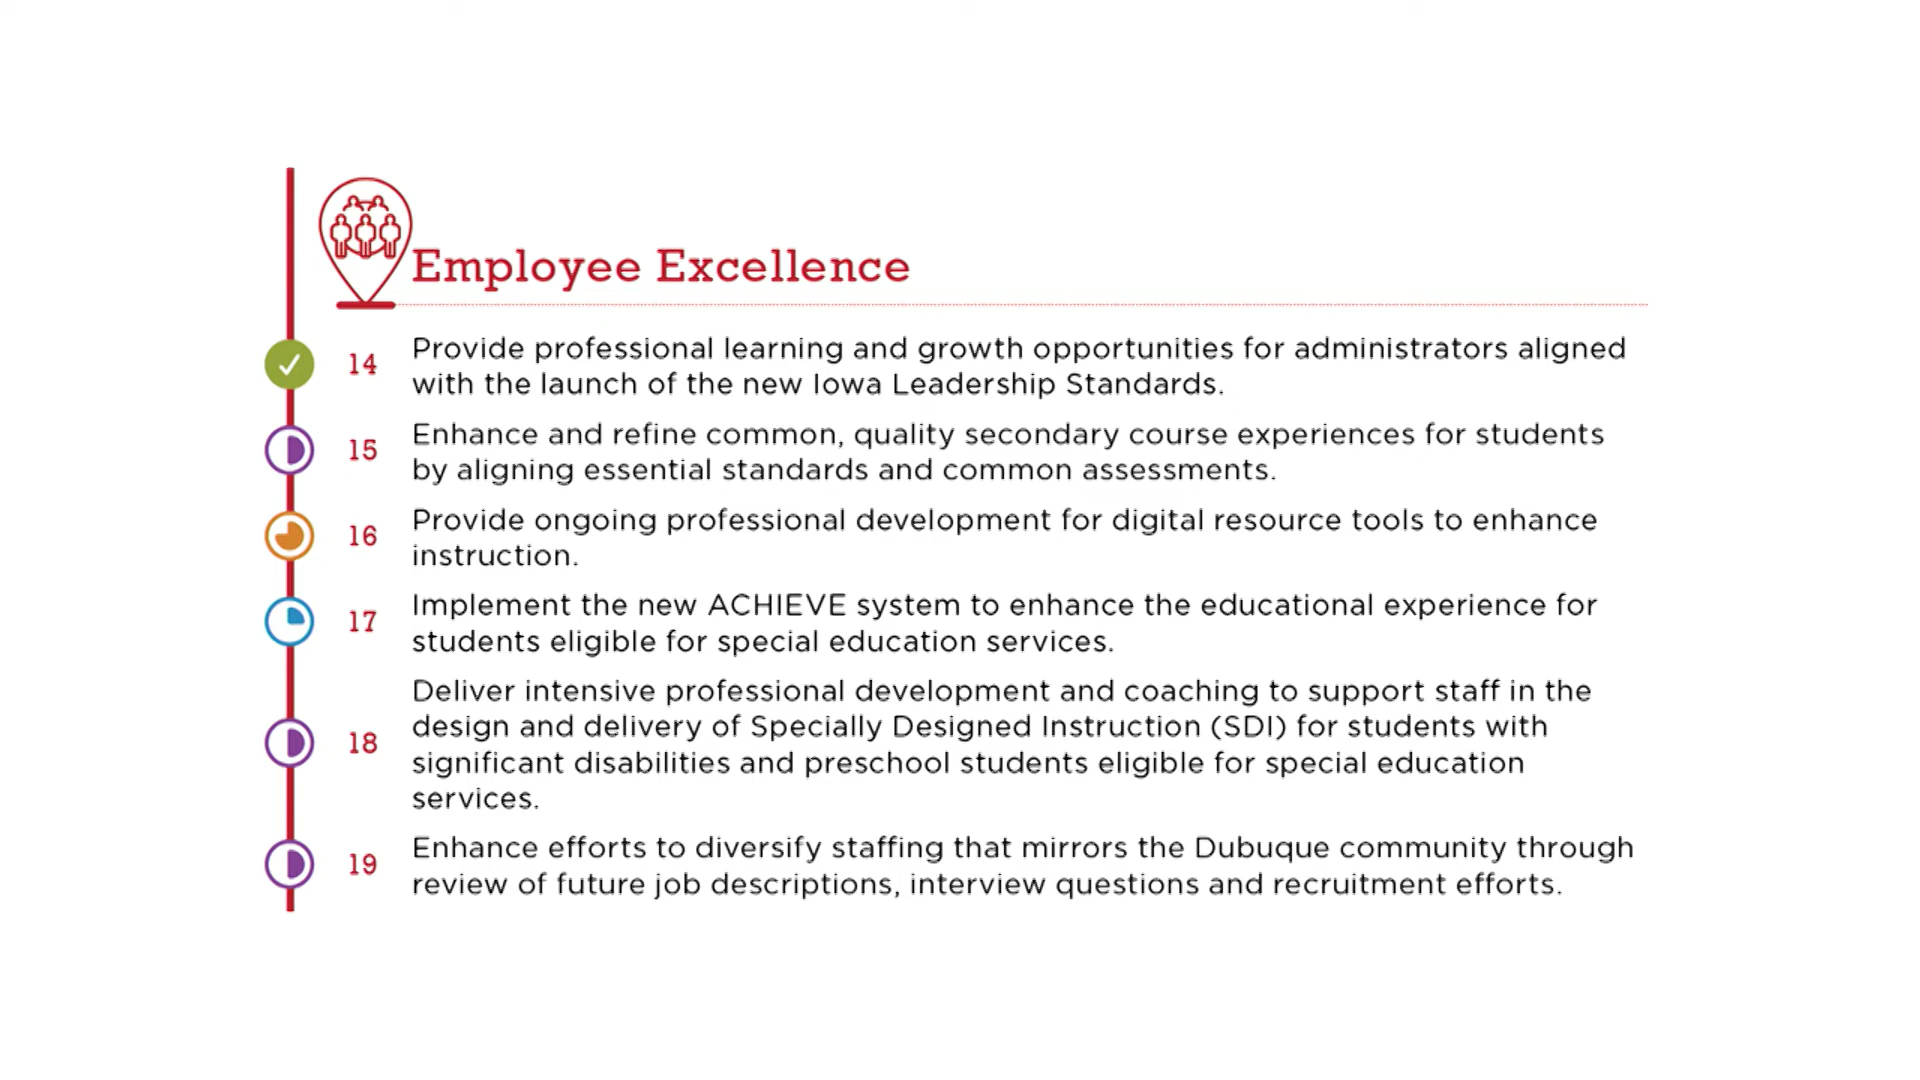 Employee Excellence
14
Provide professional learning and growth opportunities for administrators aligned
with the launch of the new Iowa Leadership Standards.
15
Enhance and refine common, quality secondary course experiences for students
by aligning essential standards and common assessments.
16
Provide ongoing professional development for digital resource tools to enhance
instruction.
17
Implement the new ACHIEVE system to enhance the educational experience for
students eligible for special education services.
18
Deliver intensive professional development and coaching to support staff in the
design and delivery of Specially Designed Instruction (SDI) for students with
significant disabilities and preschool students eligible for special education
services.
19
Enhance efforts to diversify staffing that mirrors the Dubuque community through
review of future job descriptions, interview questions and recruitment efforts.